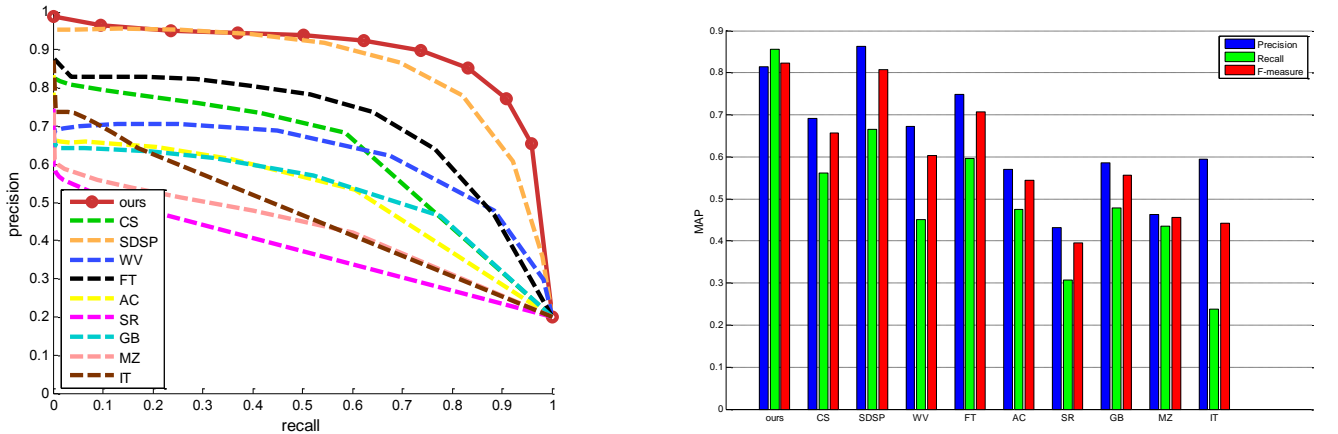 1
0.9
0.8
0.7
0.6
0.5
0.4
0.3
0.2
0.1
0
precision
ours
CS
SDSP
WV
FT
AC
SR
GB
MZ
IT
0 0.1 0.2 0.3 0.4 0.5 0.6 0.7 0.8 0.9 1
recall
0.9
0.8
0.7
0.6
0.5
0.4
0.3
0.2
0.1
0
MAP
Precision
Recall
F-measure
ours CS SDSP WV FT AC SR GB MZ IT